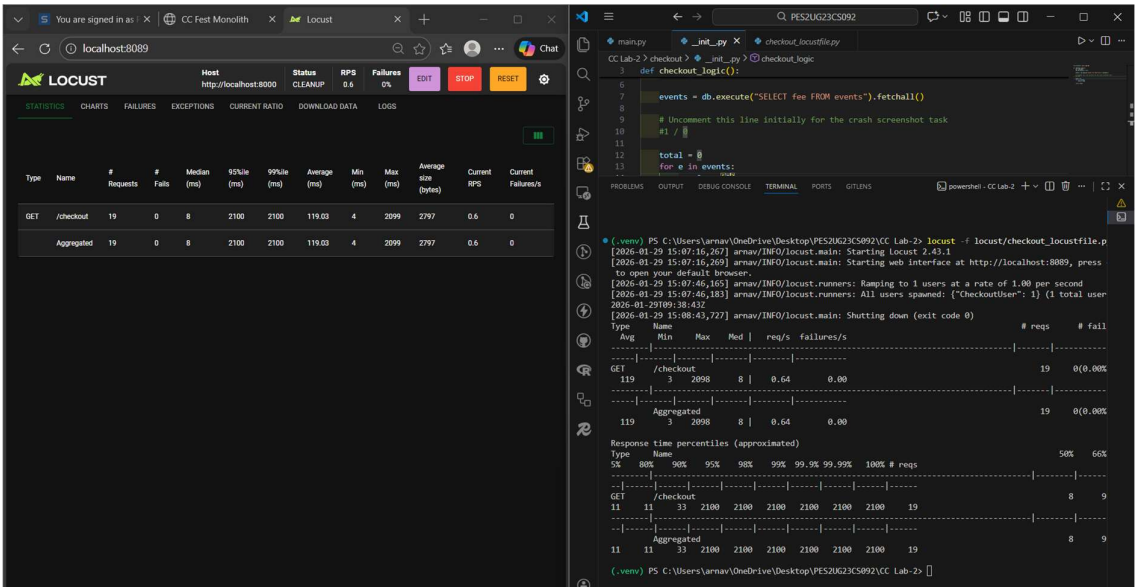 You are signed in as
CC Fest Monolith
Locust
localhost:8089
Chat
LOCUST
Host
http://localhost:8000
Status
CLEANUP
RPS
0.6
Failures
0%
EDIT
STOP
RESET
STATISTICS CHARTS FAILURES EXCEPTIONS CURRENT RATIO DOWNLOAD DATA LOGS
Type Name # Requests # Fails Median (ms) 95%ile (ms) 99%ile (ms) Average (ms) Min (ms) Max (ms) Average size (bytes) Current RPS Current Failures/s
GET /checkout 19 0 8 2100 2100 119.03 4 2099 2797 0.6 0
Aggregated 19 0 8 2100 2100 119.03 4 2099 2797 0.6 0
PES2UG23CS092
main.py __init__.py checkout_locustfile.py
CC Lab-2 > checkout > __init__.py > checkout_logic
3 def checkout_logic():
6
7 events = db.execute("SELECT fee FROM events").fetchall()
8
9 # Uncomment this line initially for the crash screenshot task
10 #1 / 0
11
12 total = 0
13 for e in events:
PROBLEMS OUTPUT DEBUG CONSOLE TERMINAL PORTS GITLENS powershell - CC Lab-2
(.venv) PS C:\Users\arnav\OneDrive\Desktop\PES2UG23CS092\CC Lab-2> locust -f locust/checkout_locustfile.p
[2026-01-29 15:07:16,267] arnav/INFO/locust.main: Starting Locust 2.43.1
[2026-01-29 15:07:16,269] arnav/INFO/locust.main: Starting web interface at http://localhost:8089, press
to open your default browser.
[2026-01-29 15:07:46,165] arnav/INFO/locust.runners: Ramping to 1 users at a rate of 1.00 per second
[2026-01-29 15:07:46,183] arnav/INFO/locust.runners: All users spawned: {"CheckoutUser": 1} (1 total user
2026-01-29T09:38:43Z
[2026-01-29 15:08:43,727] arnav/INFO/locust.main: Shutting down (exit code 0)
Type Name # reqs # fail
Avg Min Max Med | req/s failures/s
GET /checkout 19 0(0.00%
119 3 2098 8 | 0.64 0.00
Aggregated 19 0(0.00%
119 3 2098 8 | 0.64 0.00
Response time percentiles (approximated)
Type Name 50% 66%
5% 80% 90% 95% 98% 99% 99.9% 99.99% 100% # reqs
GET /checkout 8 9
11 11 33 2100 2100 2100 2100 2100 2100 19
Aggregated 8 9
11 11 33 2100 2100 2100 2100 2100 2100 19
(.venv) PS C:\Users\arnav\OneDrive\Desktop\PES2UG23CS092\CC Lab-2>